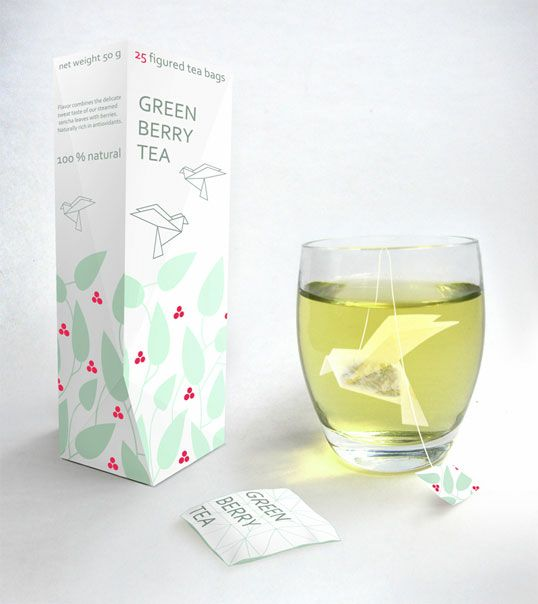 net weight 50 g
Flavor combines the delicate
sweat taste of our steamed
sencha leaves with berries.
Naturally rich in antioxidants.
100 % natural
25 figured tea bags
GREEN
BERRY
TEA
GREEN
BERRY
TEA